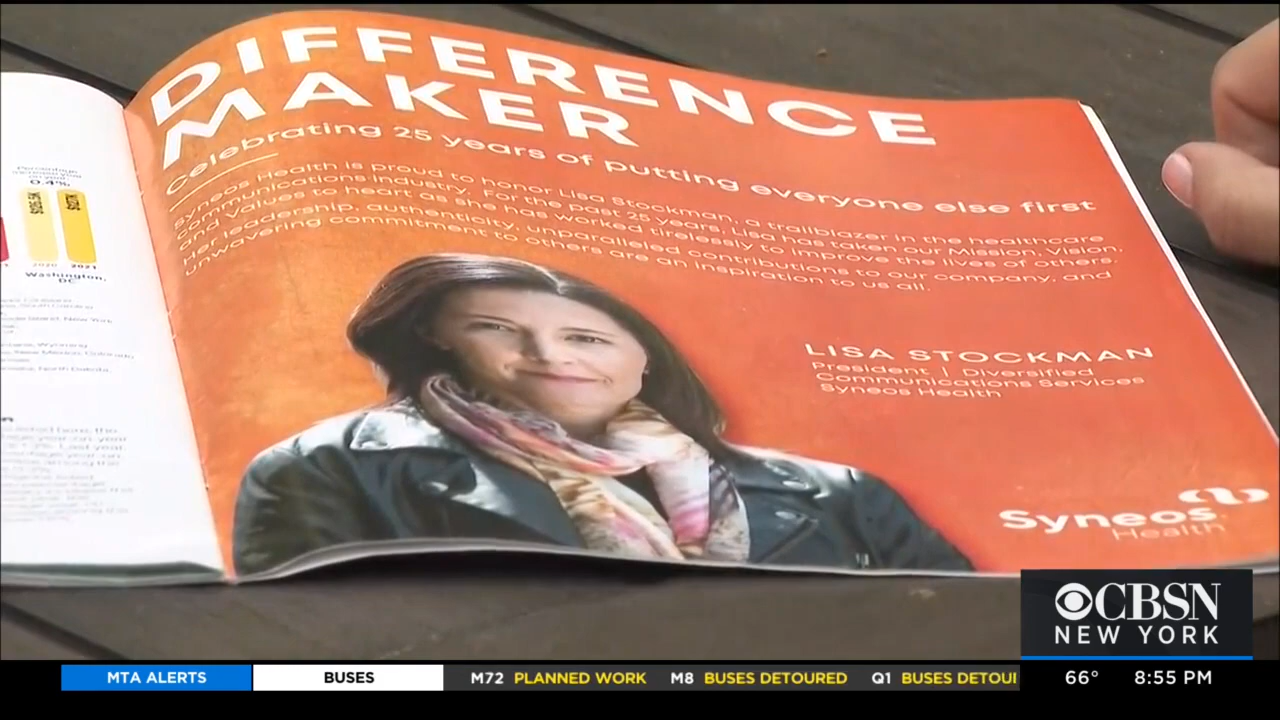 DIFFERENCE
MAKER
Celebrating 25 years of putting everyone else first
Syneos Health is proud to honor Lisa Stockman, a trailblazer in the healthcare
communications industry. For the past 25 years, Lisa has taken our Mission, Vision,
and Values to heart as she has worked tirelessly to improve the lives of others.
Her leadership, authenticity, unparalleled contributions to our company, and
unwavering commitment to others are an inspiration to us all.
LISA STOCKMAN
President | Diversified
Communications Services
Syneos Health
Syneos
Health
0.4%
2020 2021
Washington,
DC
CBSN
NEW YORK
MTA ALERTS BUSES M72 PLANNED WORK M8 BUSES DETOURED Q1 BUSES DETOUI 66° 8:55 PM